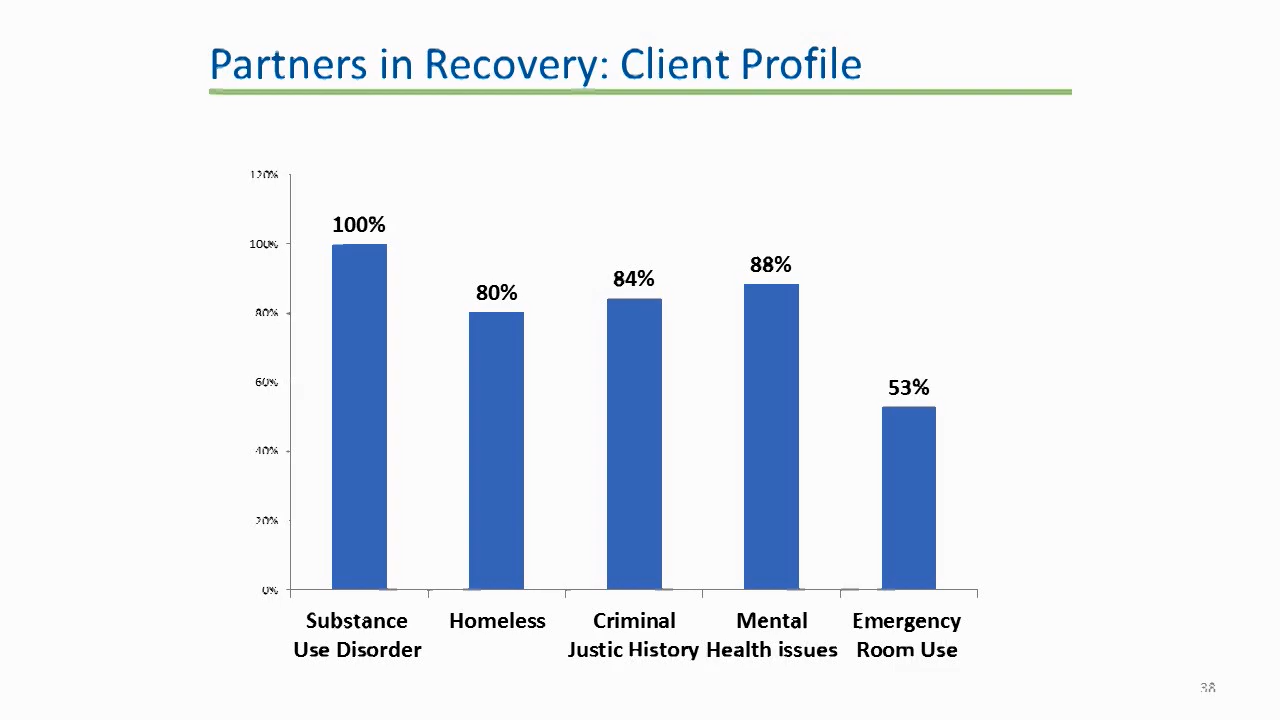 Partners in Recovery: Client Profile
120%
100%
80%
60%
40%
20%
0%
100%
80%
84%
88%
53%
Substance
Use Disorder
Homeless
Criminal
Justic History
Mental
Health issues
Emergency
Room Use
38